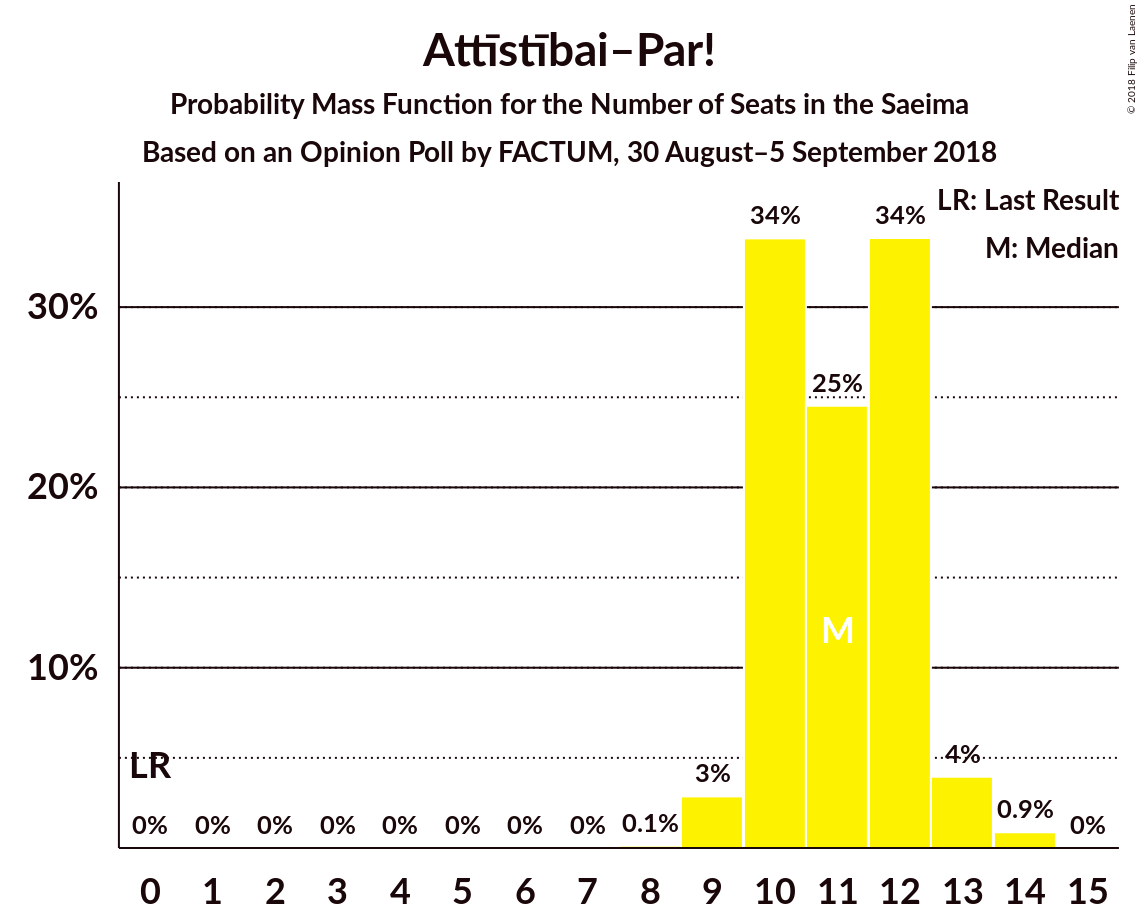 Attīstībai–Par!
Probability Mass Function for the Number of Seats in the Saeima
Based on an Opinion Poll by FACTUM, 30 August–5 September 2018
© 2018 Filip van Laenen
LR: Last Result
M: Median
34% 34%
30%
25%
20%
M
10%
LR
4%
3%
0.9%
0% 0% 0% 0% 0% 0% 0% 0% 0.1% 0%
0 1 2 3 4 5 6 7 8 9 10 11 12 13 14 15